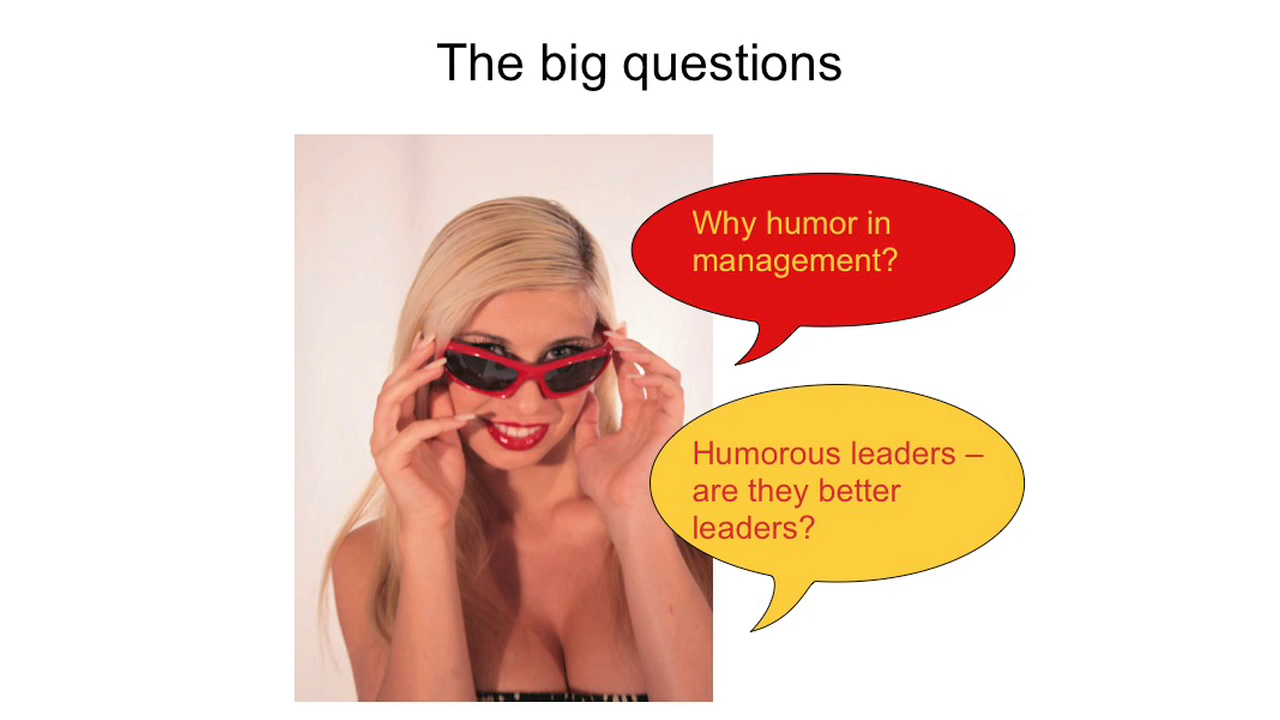 The big questions
Why humor in
management?
Humorous leaders –
are they better
leaders?